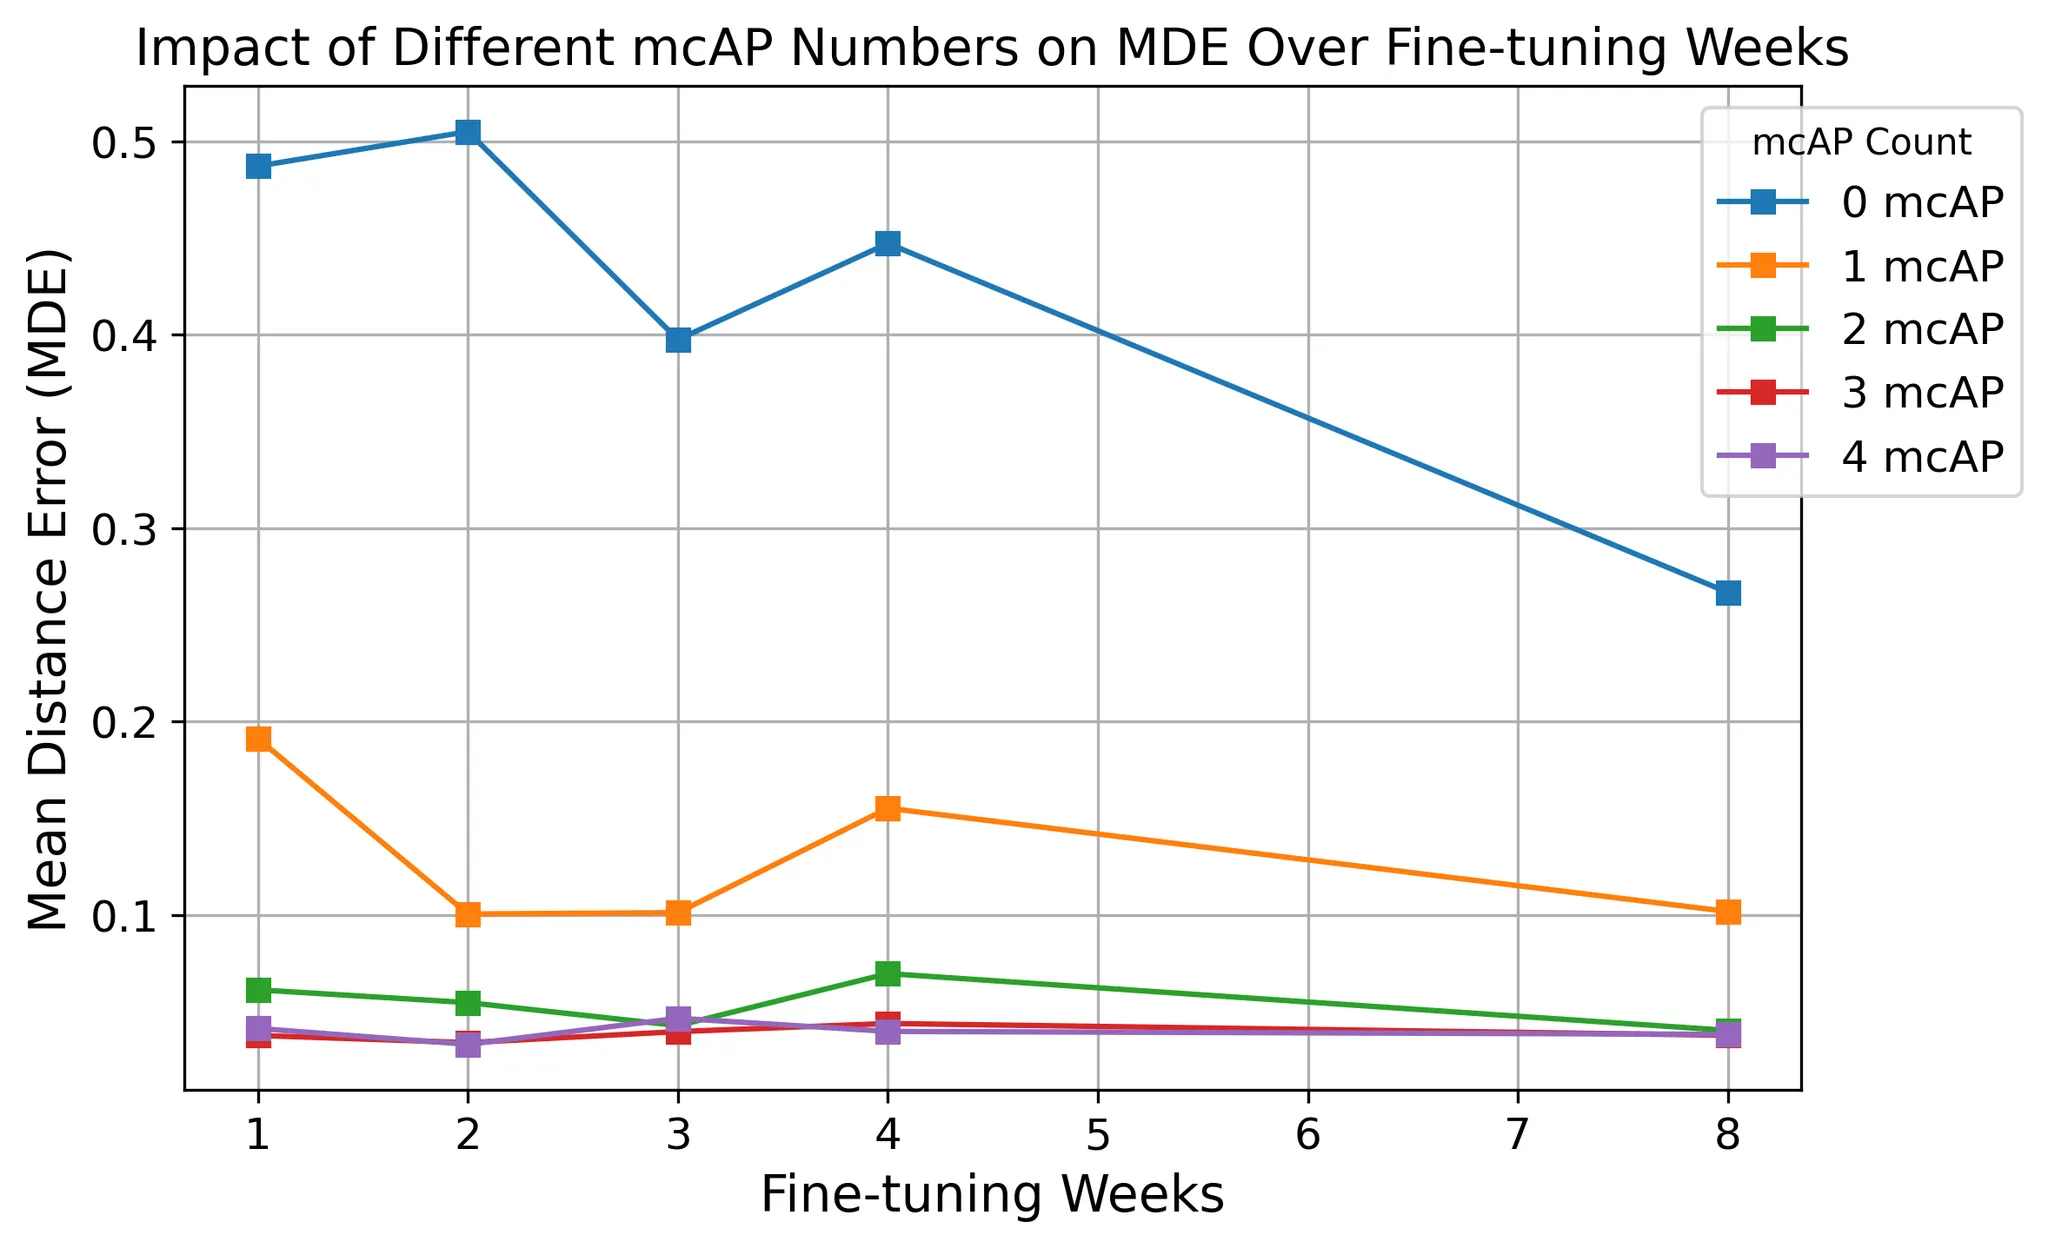 Impact of Different mcAP Numbers on MDE Over Fine-tuning Weeks
Mean Distance Error (MDE)
0.5
0.4
0.3
0.2
0.1
1 2 3 4 5 6 7 8
Fine-tuning Weeks
mcAP Count
0 mcAP
1 mcAP
2 mcAP
3 mcAP
4 mcAP